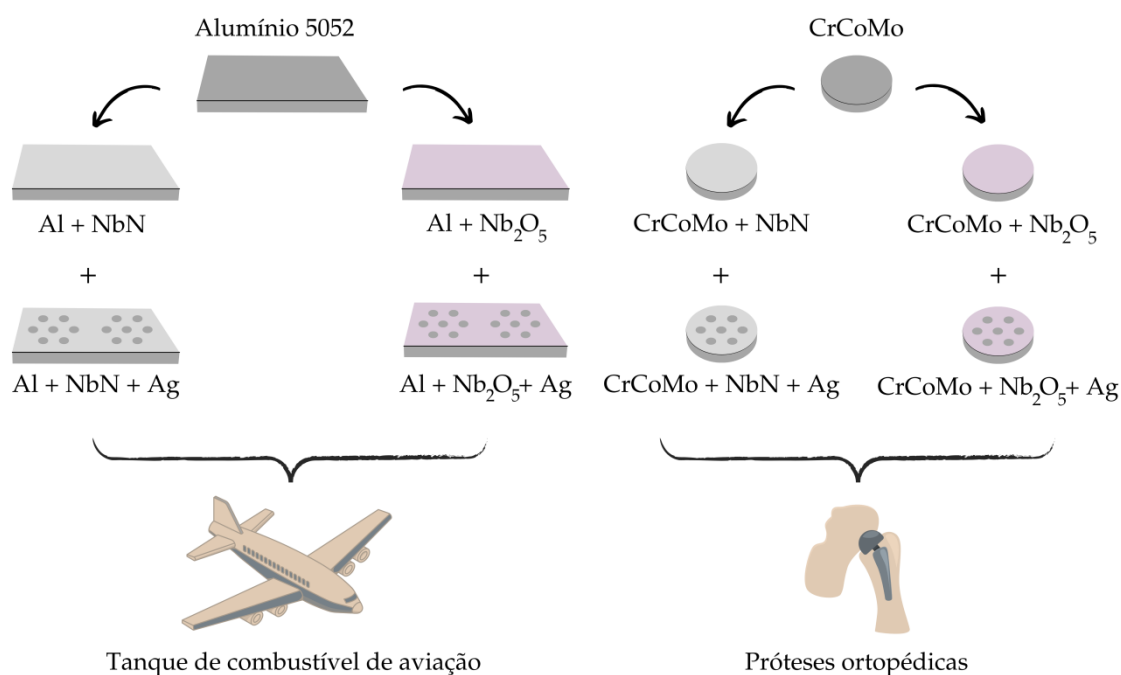 Alumínio 5052
CrCoMo
Al + NbN
Al + Nb₂O₅
CrCoMo + NbN
CrCoMo + Nb₂O₅
+
+
+
+
Al + NbN + Ag
Al + Nb₂O₅+ Ag
CrCoMo + NbN + Ag
CrCoMo + Nb₂O₅+ Ag
Tanque de combustível de aviação
Próteses ortopédicas